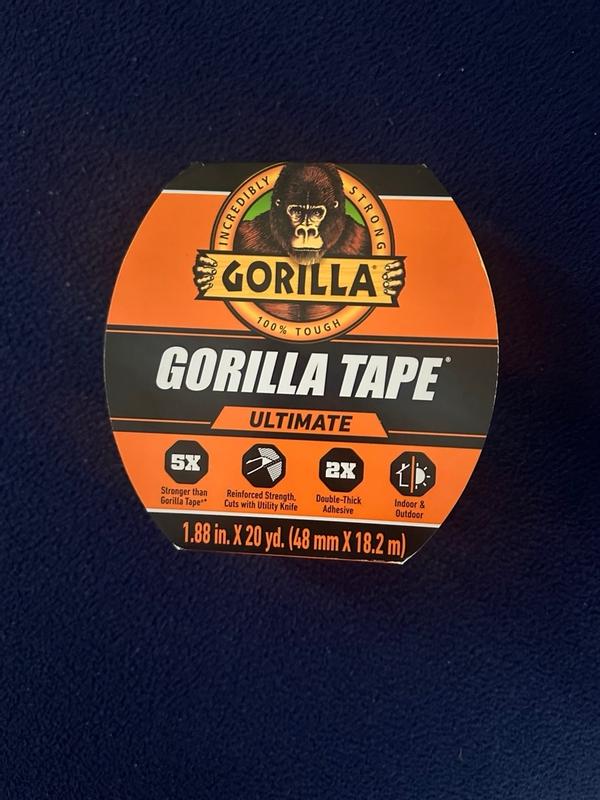 INCREDIBLY STRONG
GORILLA®
100% TOUGH
GORILLA TAPE®
ULTIMATE
5X
Stronger than
Gorilla Tape**
Reinforced Strength,
Cuts with Utility Knife
2X
Double-Thick
Adhesive
Indoor &
Outdoor
1.88 in. X 20 yd. (48 mm X 18.2 m)